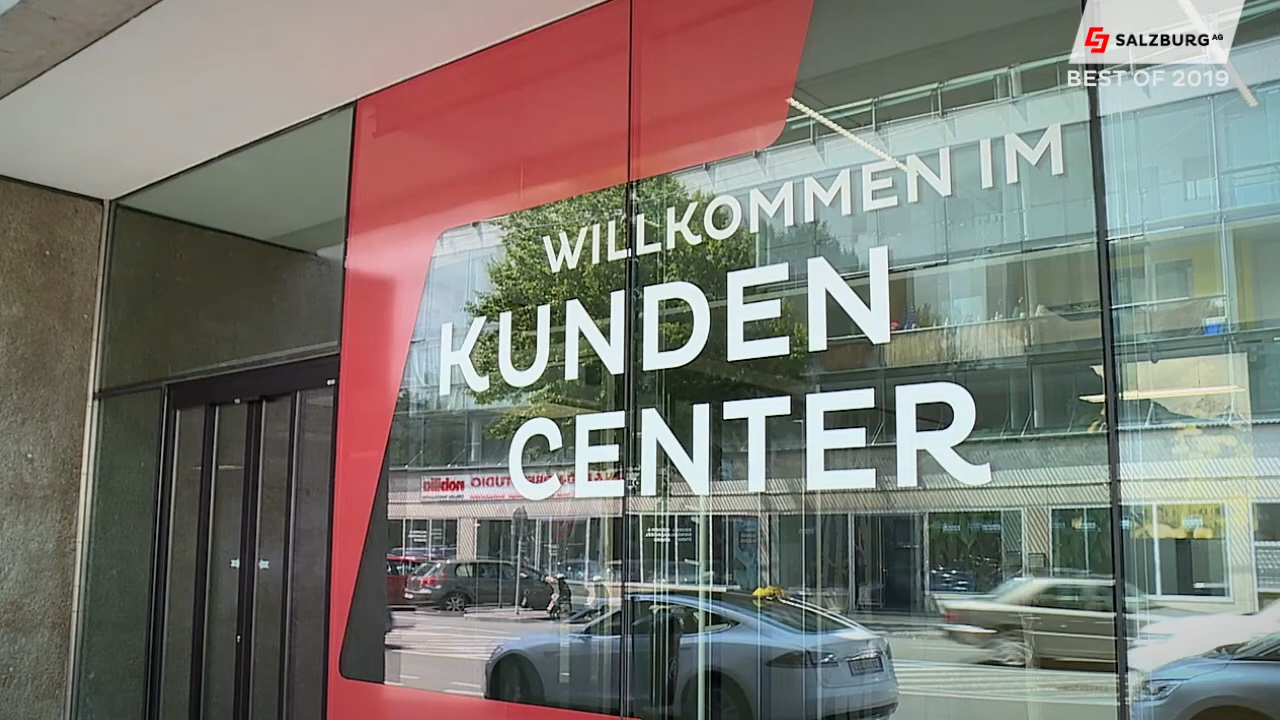 SALZBURG AG
BEST OF 2019
WILLKOMMEN IM
KUNDEN
CENTER